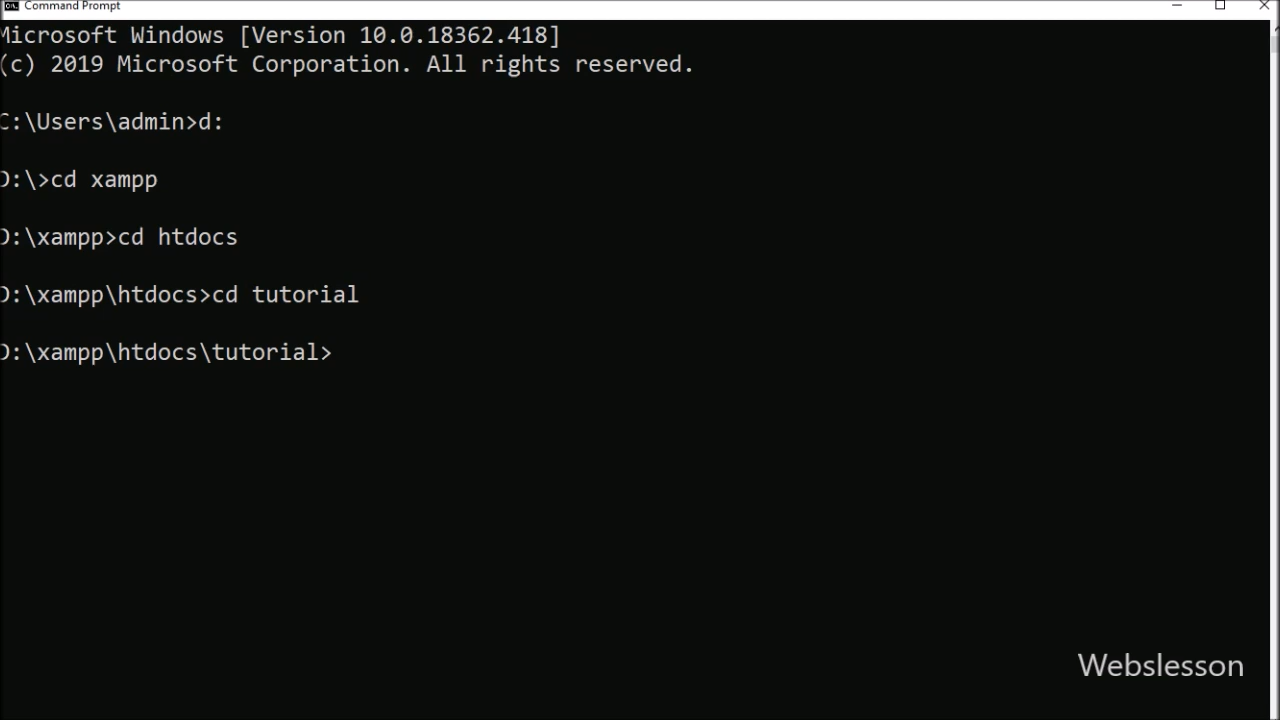 Command Prompt
Microsoft Windows [Version 10.0.18362.418]
(c) 2019 Microsoft Corporation. All rights reserved.
C:\Users\admin>d:
D:\>cd xampp
D:\xampp>cd htdocs
D:\xampp\htdocs>cd tutorial
D:\xampp\htdocs\tutorial>
Webslesson